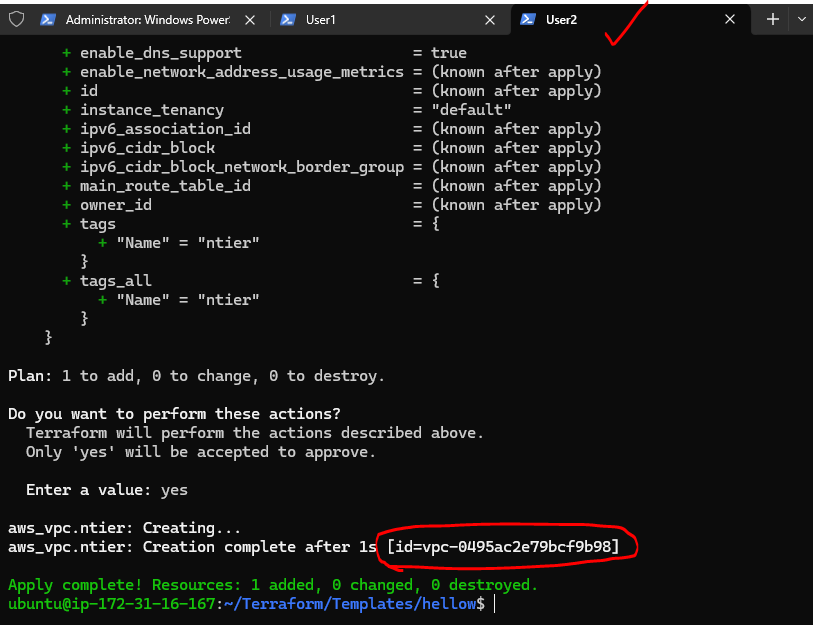 Administrator: Windows Power
User1
User2
+ enable_dns_support = true
+ enable_network_address_usage_metrics = (known after apply)
+ id = (known after apply)
+ instance_tenancy = "default"
+ ipv6_association_id = (known after apply)
+ ipv6_cidr_block = (known after apply)
+ ipv6_cidr_block_network_border_group = (known after apply)
+ main_route_table_id = (known after apply)
+ owner_id = (known after apply)
+ tags = {
+ "Name" = "ntier"
}
+ tags_all = {
+ "Name" = "ntier"
}
}
Plan: 1 to add, 0 to change, 0 to destroy.
Do you want to perform these actions?
Terraform will perform the actions described above.
Only 'yes' will be accepted to approve.
Enter a value: yes
aws_vpc.ntier: Creating...
aws_vpc.ntier: Creation complete after 1s [id=vpc-0495ac2e79bcf9b98]
Apply complete! Resources: 1 added, 0 changed, 0 destroyed.
ubuntu@ip-172-31-16-167:~/Terraform/Templates/hellow$